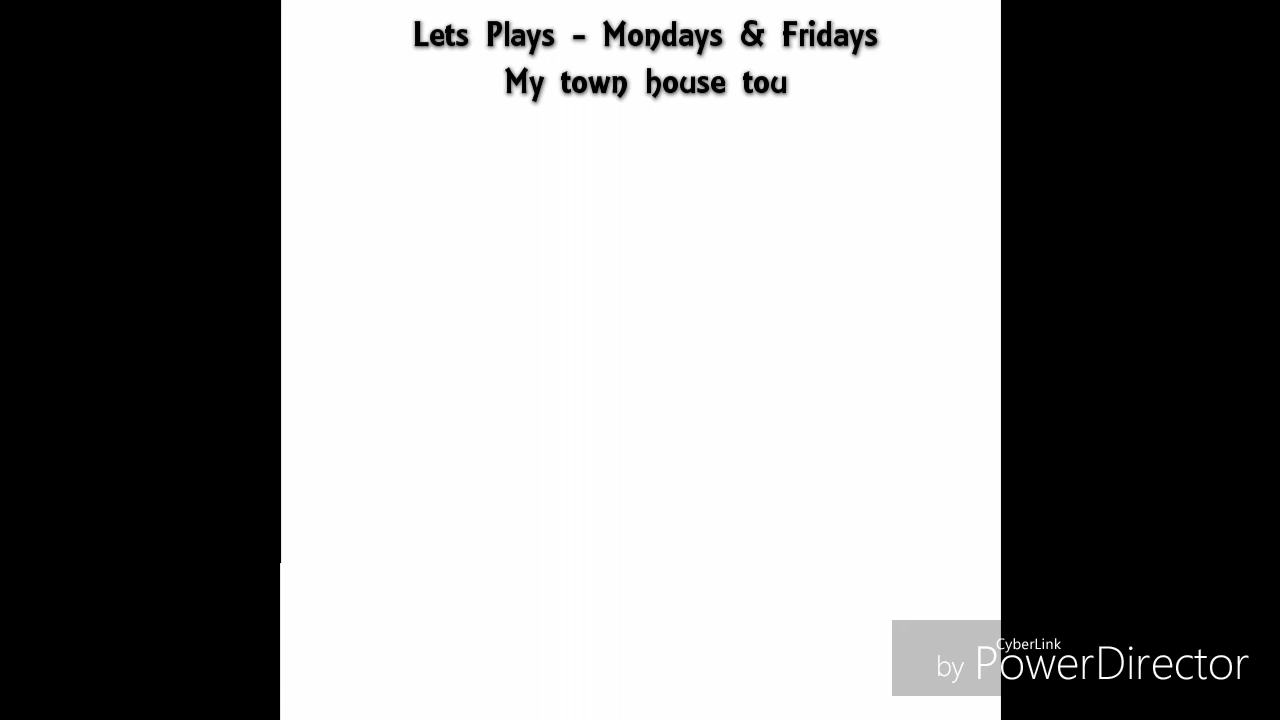 Lets Plays - Mondays & Fridays
My town house tou
CyberLink
by PowerDirector